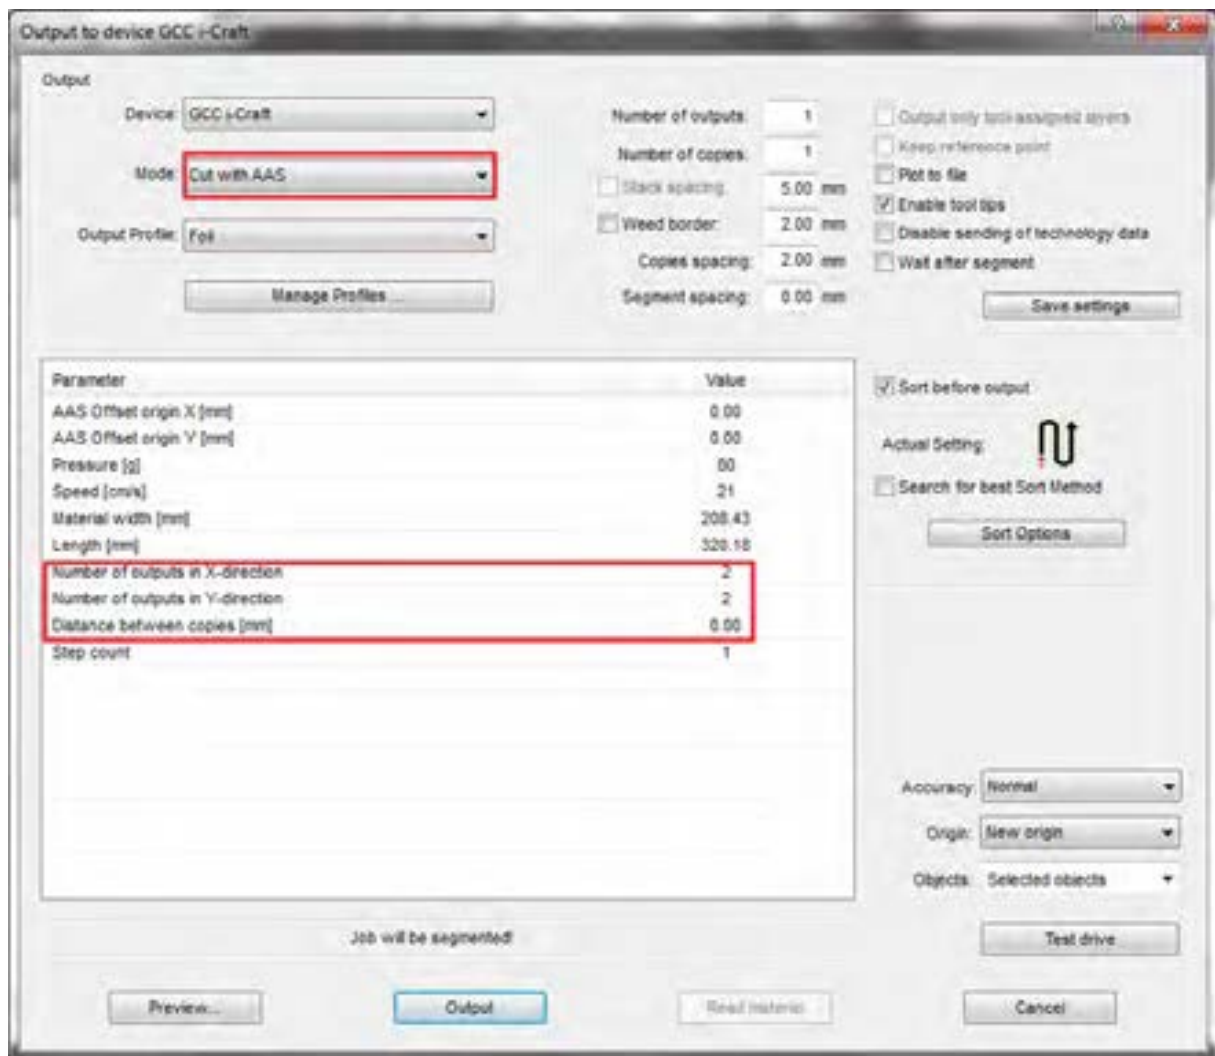 Output to device GCC i-Craft
Output
Device: GCC i-Craft
Mode: Cut with AAS
Output Profile: Foil
Manage Profiles ...
Number of outputs: 1
Number of copies: 1
Stack spacing: 5.00 mm
Weed border: 2.00 mm
Copies spacing: 2.00 mm
Segment spacing: 0.00 mm
Output only tool-assigned layers
Keep reference point
Plot to file
Enable tool tips
Disable sending of technology data
Wait after segment
Save settings
Parameter Value
AAS Offset origin X [mm] 0.00
AAS Offset origin Y [mm] 0.00
Pressure [g] 80
Speed [cm/s] 21
Material width [mm] 208.43
Length [mm] 320.18
Number of outputs in X-direction 2
Number of outputs in Y-direction 2
Distance between copies [mm] 0.00
Step count 1
Sort before output
Actual Setting:
Search for best Sort Method
Sort Options
Accuracy: Normal
Origin: New origin
Objects: Selected objects
Job will be segmented!
Test drive
Preview...
Output
Read material
Cancel